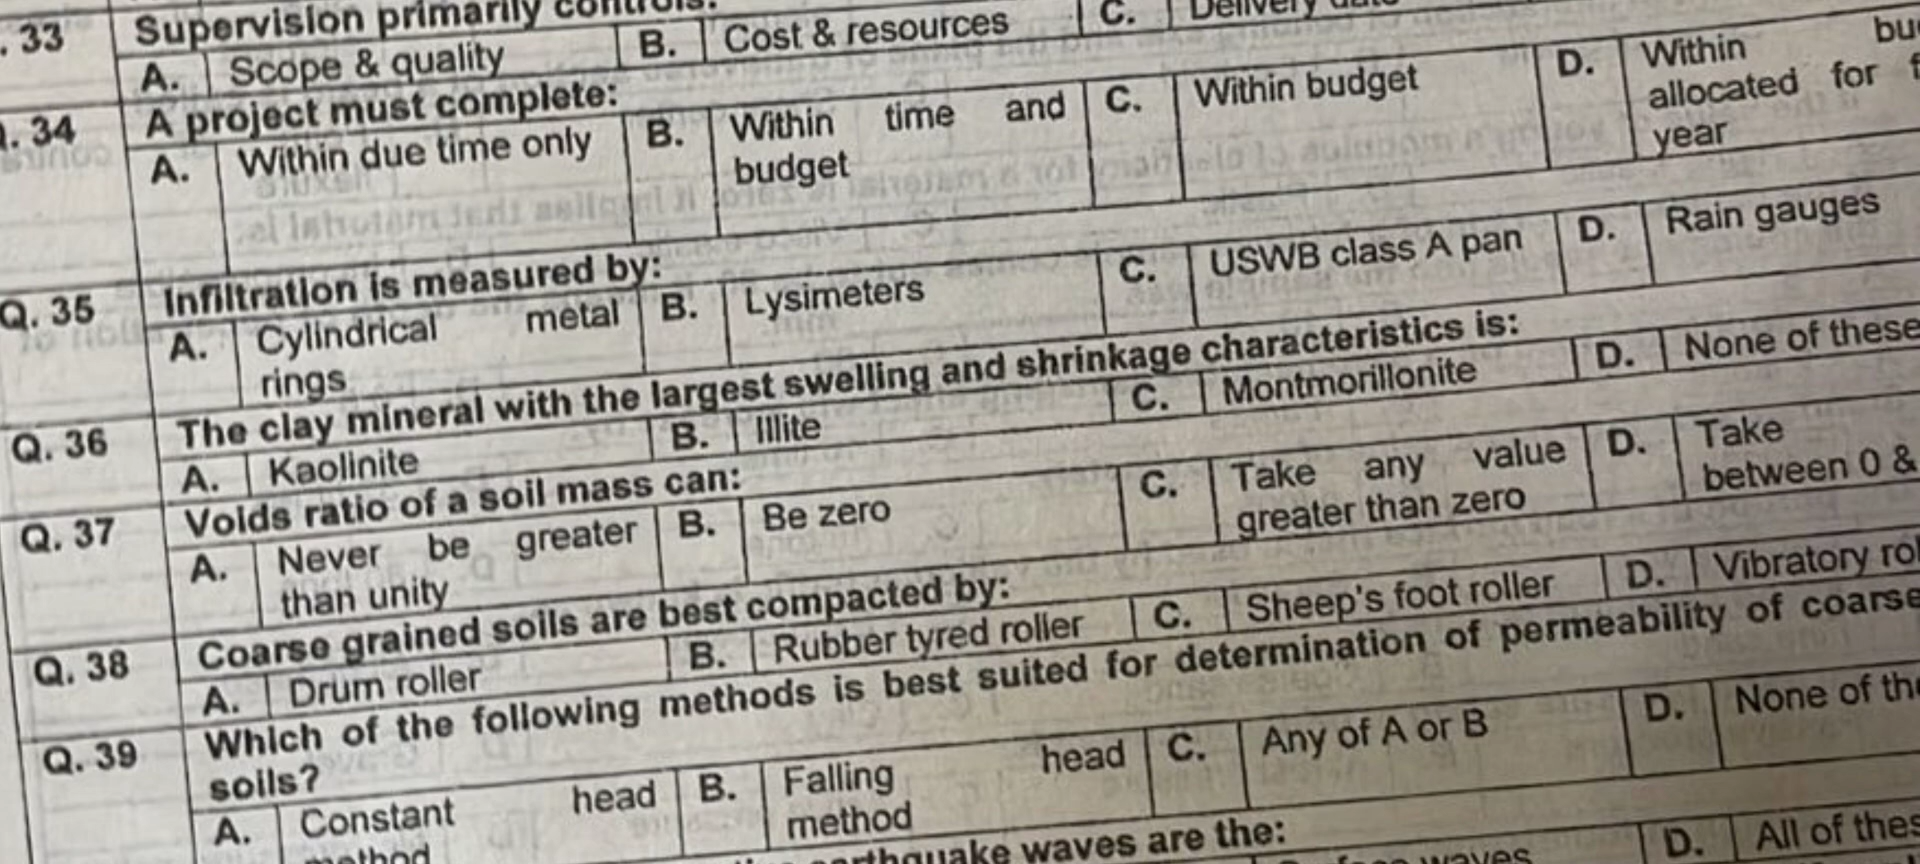 . 33 Supervision primarily controls:
A. Scope & quality B. Cost & resources C. Delivery
. 34 A project must complete:
A. Within due time only B. Within time and budget C. Within budget D. Within allocated for year
Q. 35 Infiltration is measured by:
A. Cylindrical metal rings B. Lysimeters C. USWB class A pan D. Rain gauges
Q. 36 The clay mineral with the largest swelling and shrinkage characteristics is:
A. Kaolinite B. Illite C. Montmorillonite D. None of these
Q. 37 Voids ratio of a soil mass can:
A. Never be greater than unity B. Be zero C. Take any value greater than zero D. Take between 0 &
Q. 38 Coarse grained soils are best compacted by:
A. Drum roller B. Rubber tyred roller C. Sheep's foot roller D. Vibratory
Q. 39 Which of the following methods is best suited for determination of permeability of coarse
soils?
A. Constant head method B. Falling head method C. Any of A or B D. None of
earthquake waves are the:
waves D. All of